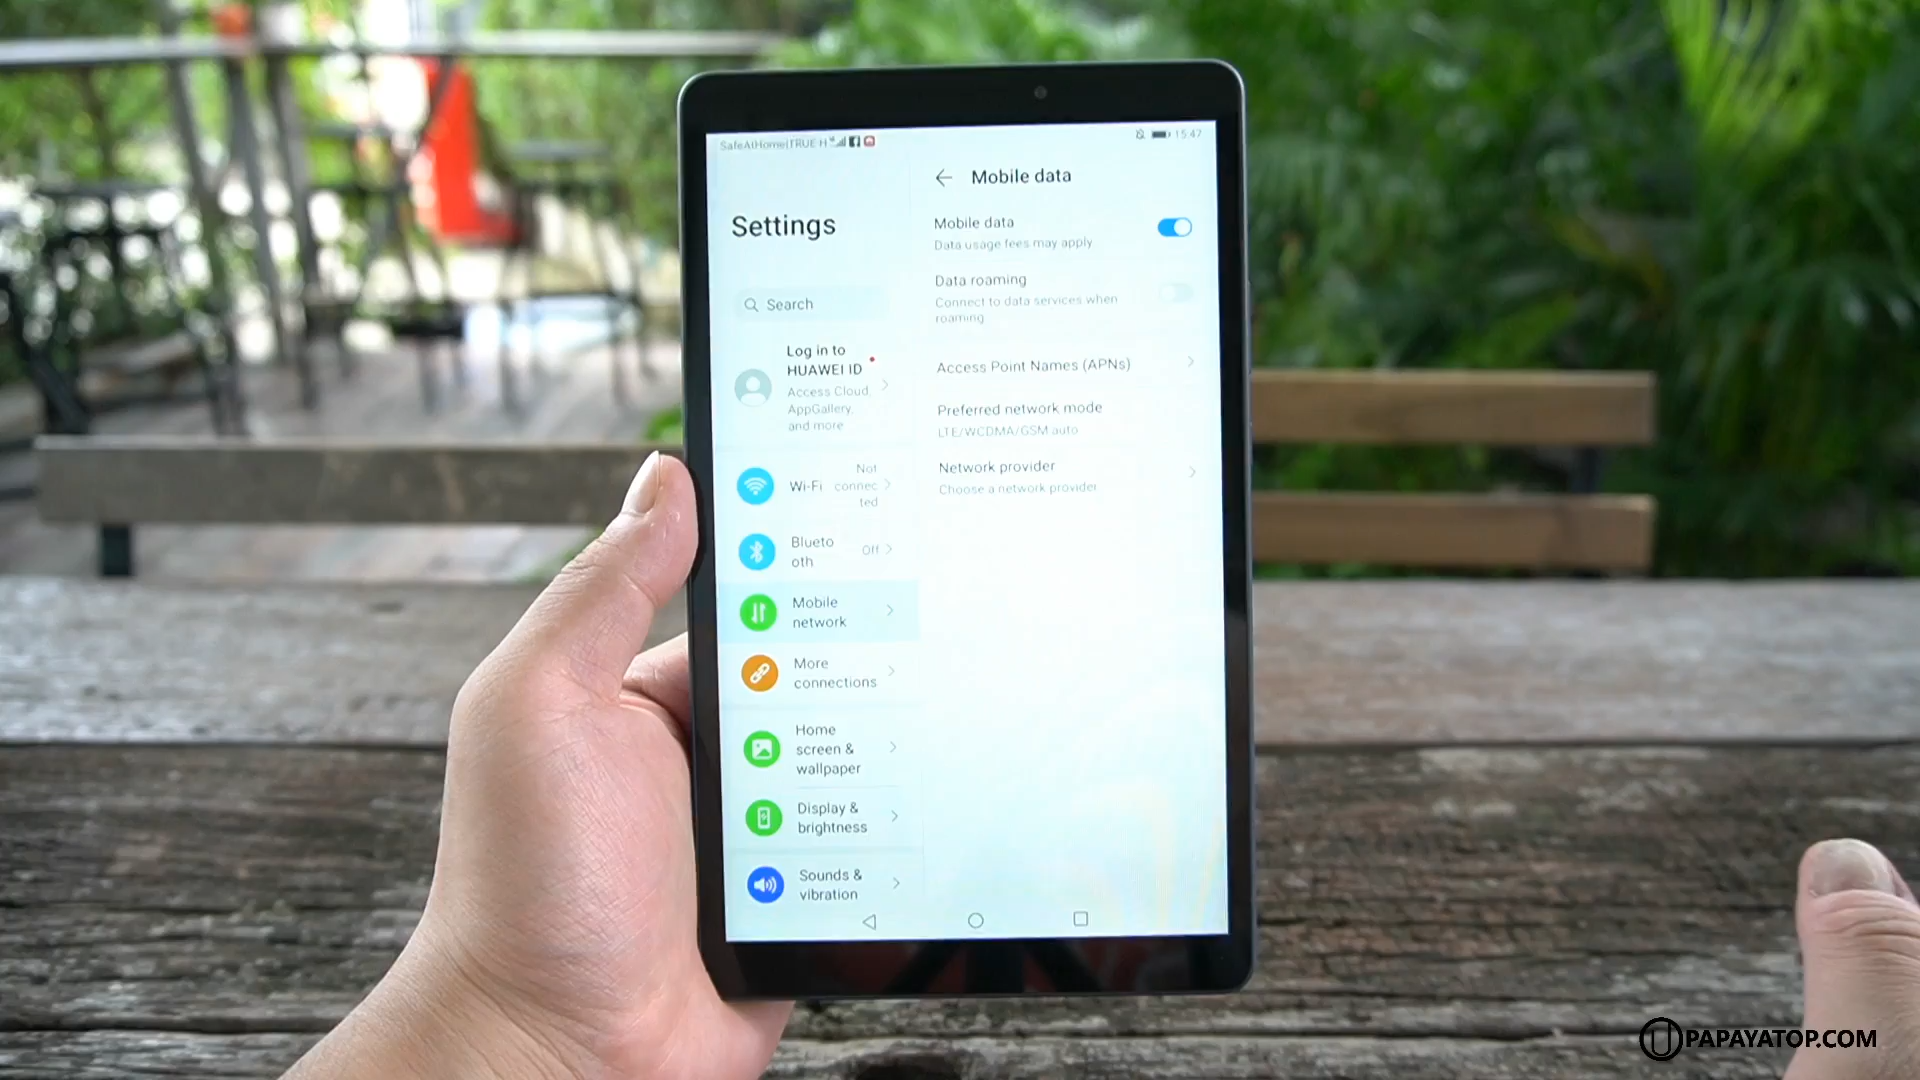 SafeAtHome|TRUE H
15:47
Settings
Search
Log in to
HUAWEI ID
Access Cloud,
AppGallery,
and more
Wi-Fi
Not
connec
ted
Blueto
oth
Off
Mobile
network
More
connections
Home
screen &
wallpaper
Display &
brightness
Sounds &
vibration
Mobile data
Mobile data
Data usage fees may apply
Data roaming
Connect to data services when
roaming
Access Point Names (APNs)
Preferred network mode
LTE/WCDMA/GSM auto
Network provider
Choose a network provider
PAPAYATOP.COM